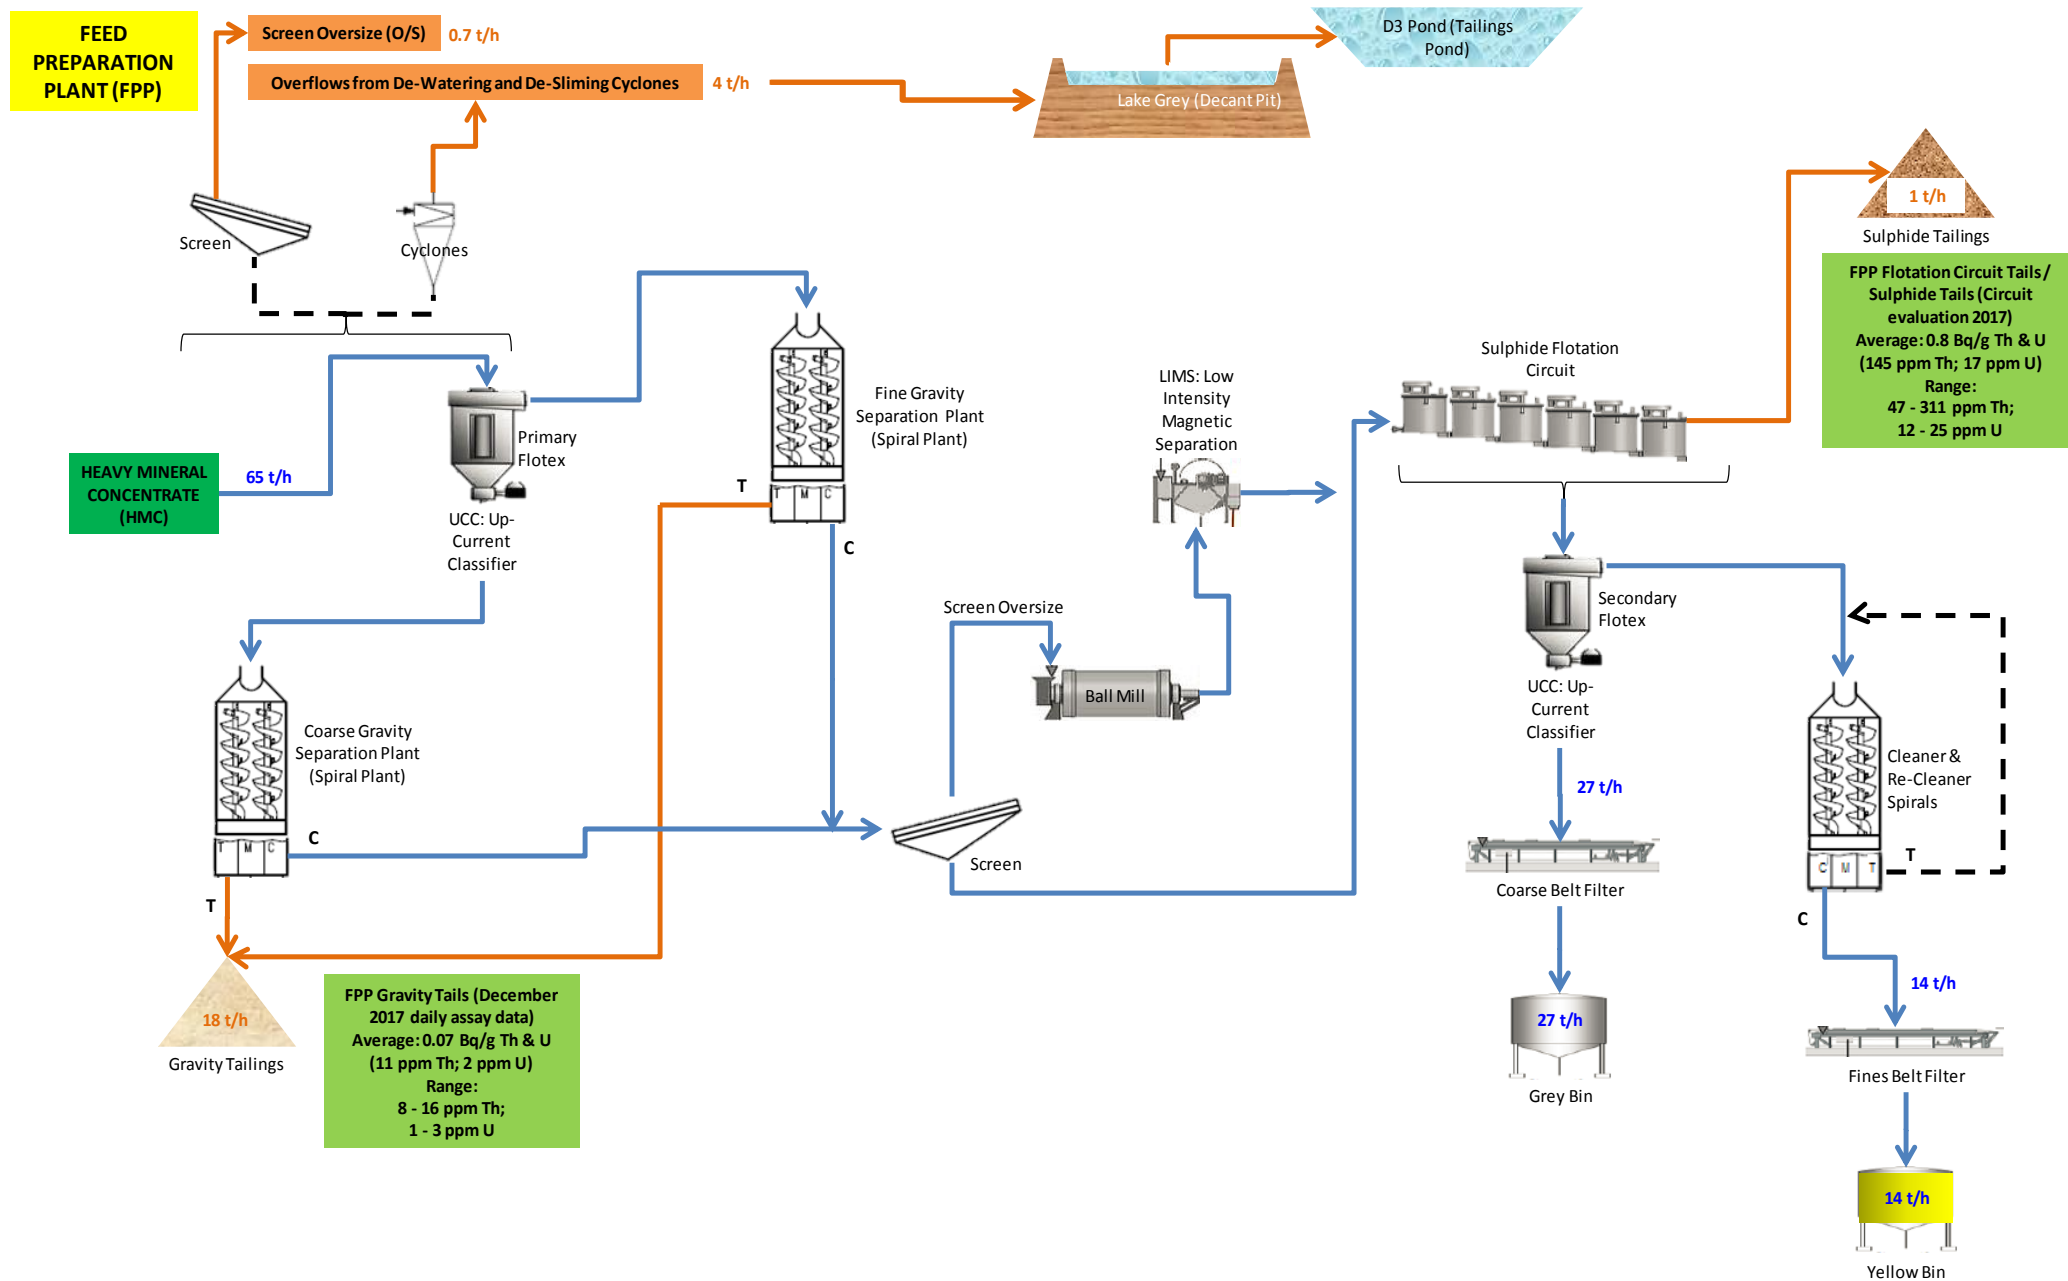 FEED
PREPARATION
PLANT (FPP)
Screen Oversize (O/S)
0.7 t/h
Overflows from De-Watering and De-Sliming Cyclones
4 t/h
D3 Pond (Tailings
Pond)
Lake Grey (Decant Pit)
Screen
Cyclones
1 t/h
Sulphide Tailings
FPP Flotation Circuit Tails /
Sulphide Tails (Circuit
evaluation 2017)
Average: 0.8 Bq/g Th & U
(145 ppm Th; 17 ppm U)
Range:
47 - 311 ppm Th;
12 - 25 ppm U
HEAVY MINERAL
CONCENTRATE
(HMC)
65 t/h
Primary
Flotex
UCC: Up-
Current
Classifier
Fine Gravity
Separation Plant
(Spiral Plant)
T
T M C
C
LIMS: Low
Intensity
Magnetic
Separation
Sulphide Flotation
Circuit
Screen Oversize
Ball Mill
Secondary
Flotex
UCC: Up-
Current
Classifier
27 t/h
Coarse Belt Filter
27 t/h
Grey Bin
Cleaner &
Re-Cleaner
Spirals
T
C M T
C
14 t/h
Fines Belt Filter
14 t/h
Yellow Bin
Coarse Gravity
Separation Plant
(Spiral Plant)
C
T M C
T
Screen
18 t/h
Gravity Tailings
FPP Gravity Tails (December
2017 daily assay data)
Average: 0.07 Bq/g Th & U
(11 ppm Th; 2 ppm U)
Range:
8 - 16 ppm Th;
1 - 3 ppm U